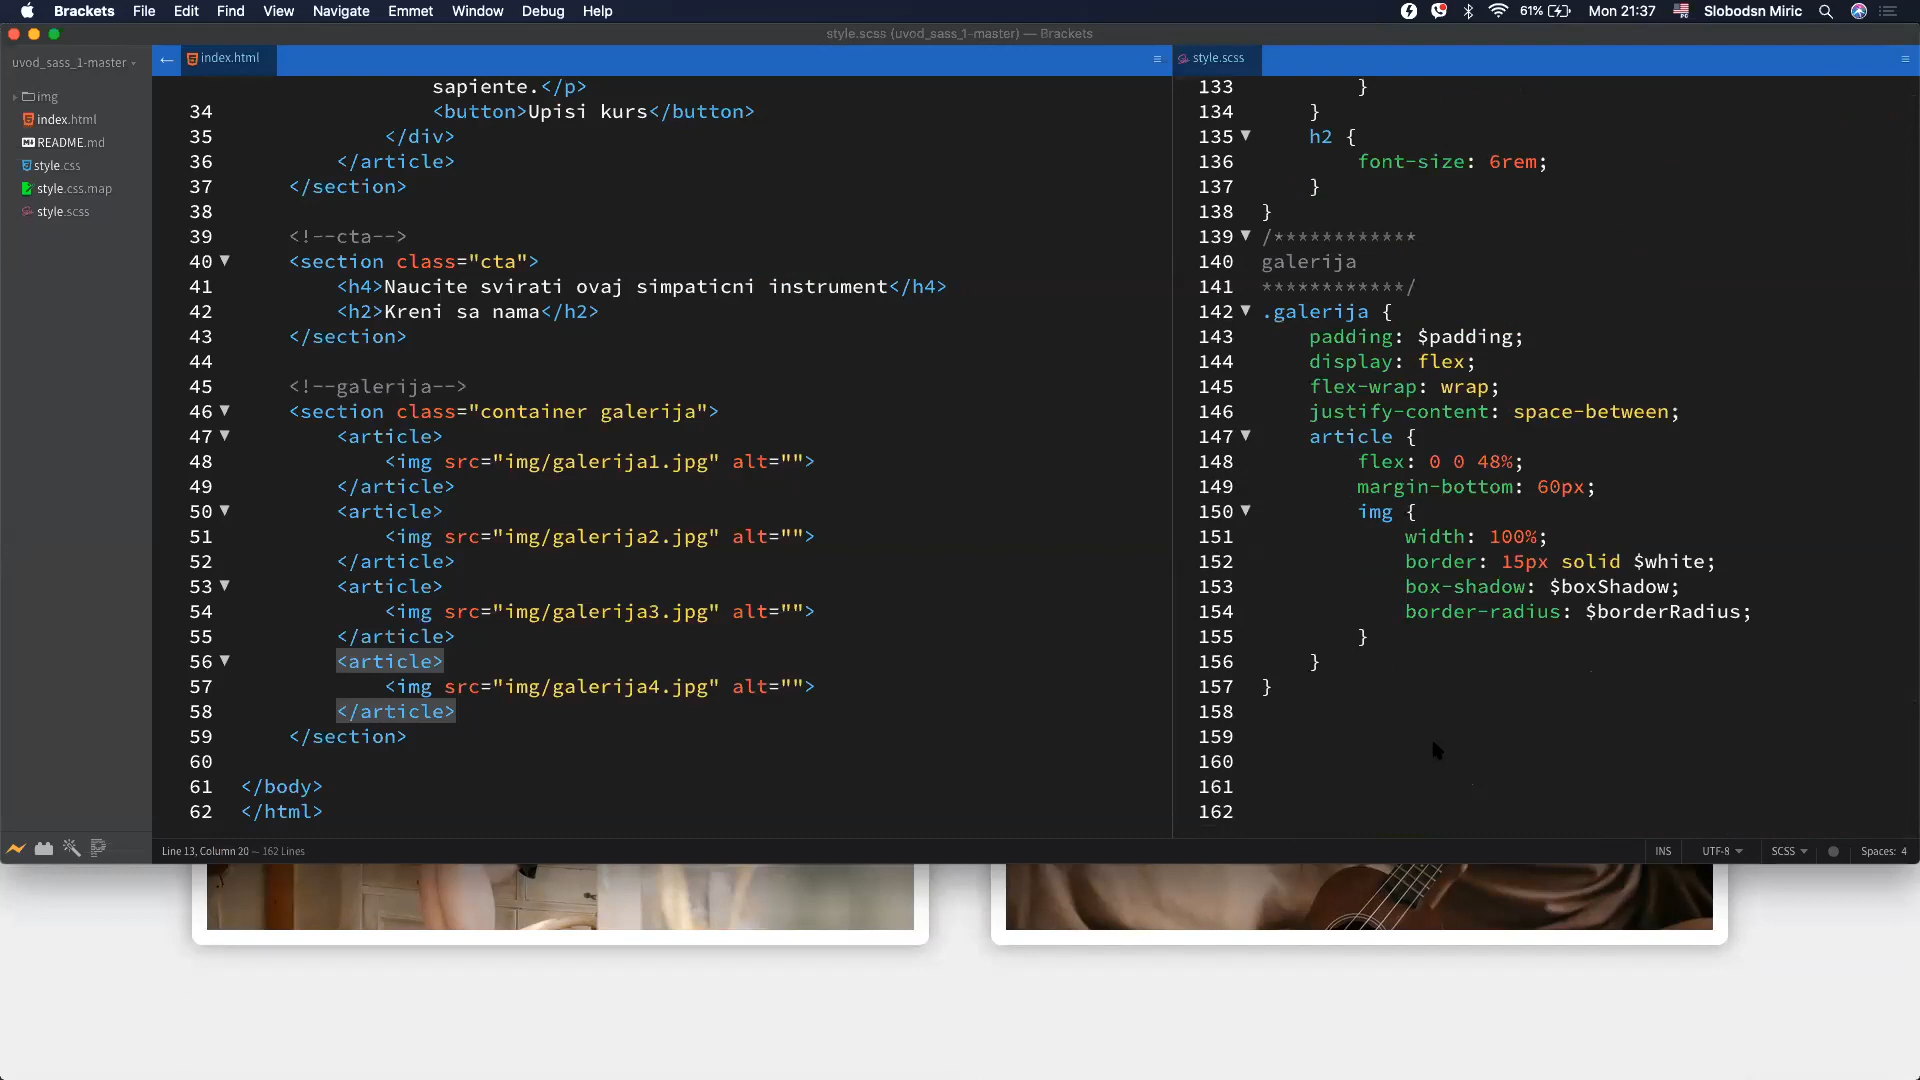 Brackets File Edit Find View Navigate Emmet Window Debug Help 61% Mon 21:37 Slobodsn Miric
style.scss (uvod_sass_1-master) — Brackets
uvod_sass_1-master
img
index.html
README.md
style.css
style.css.map
style.scss
index.html
sapiente.</p>
34 <button>Upisi kurs</button>
35 </div>
36 </article>
37 </section>
38
39 <!--cta-->
40 <section class="cta">
41 <h4>Naucite svirati ovaj simpaticni instrument</h4>
42 <h2>Kreni sa nama</h2>
43 </section>
44
45 <!--galerija-->
46 <section class="container galerija">
47 <article>
48 <img src="img/galerija1.jpg" alt="">
49 </article>
50 <article>
51 <img src="img/galerija2.jpg" alt="">
52 </article>
53 <article>
54 <img src="img/galerija3.jpg" alt="">
55 </article>
56 <article>
57 <img src="img/galerija4.jpg" alt="">
58 </article>
59 </section>
60
61 </body>
62 </html>
style.scss
133 }
134 }
135 h2 {
136 font-size: 6rem;
137 }
138 }
139 /************
140 galerija
141 ************/
142 .galerija {
143 padding: $padding;
144 display: flex;
145 flex-wrap: wrap;
146 justify-content: space-between;
147 article {
148 flex: 0 0 48%;
149 margin-bottom: 60px;
150 img {
151 width: 100%;
152 border: 15px solid $white;
153 box-shadow: $boxShadow;
154 border-radius: $borderRadius;
155 }
156 }
157 }
158
159
160
161
162
Line 13, Column 20 — 162 Lines
INS UTF-8 SCSS Spaces: 4